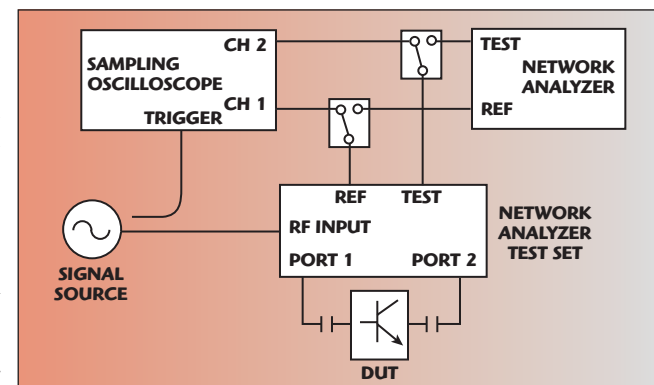 CH 2
SAMPLING
OSCILLOSCOPE
CH 1
TRIGGER
TEST
NETWORK
ANALYZER
REF
REF TEST
RF INPUT
PORT 1 PORT 2
NETWORK
ANALYZER
TEST SET
SIGNAL
SOURCE
DUT